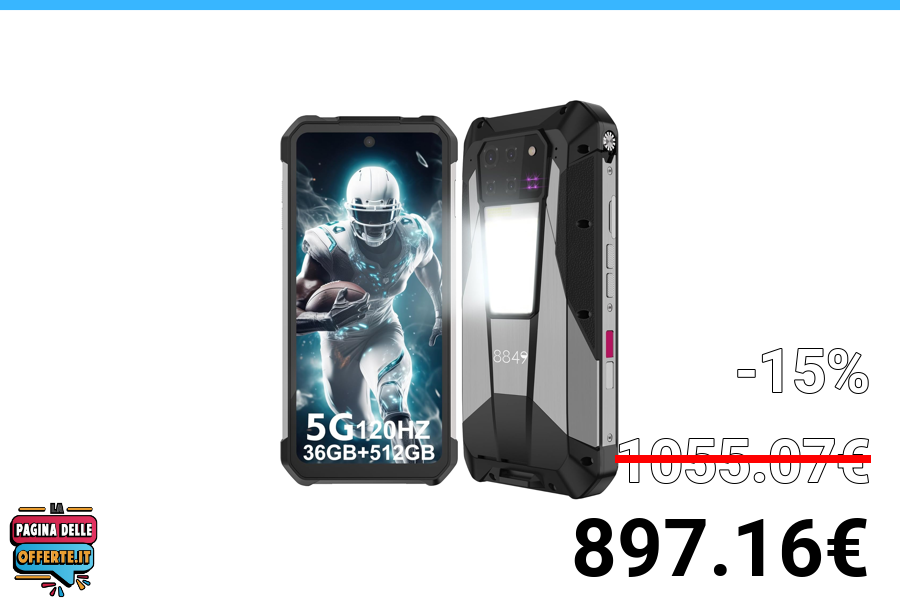 5G120HZ
36GB+512GB
8849
-15%
1055.07€
897.16€
LA
PAGINA DELLE
OFFERTE.IT